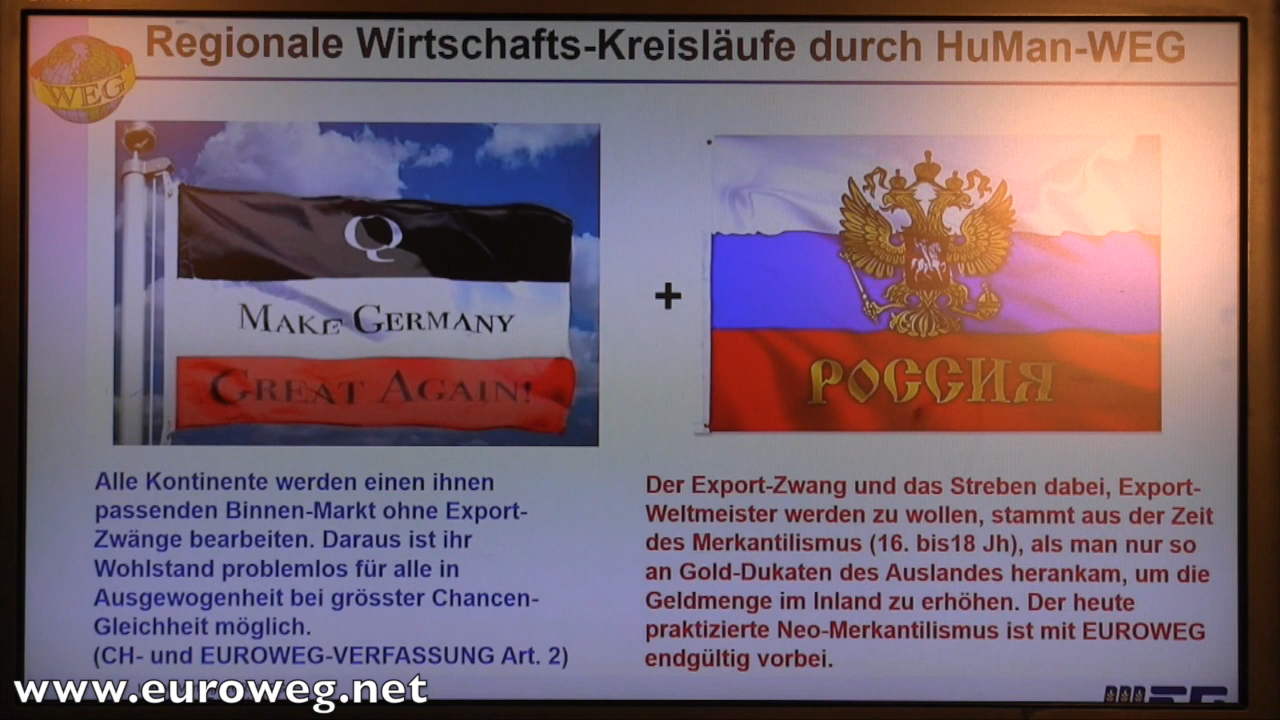 Regionale Wirtschafts-Kreisläufe durch HuMan-WEG
WEG
Q
MAKE GERMANY
GREAT AGAIN!
+
РОССИЯ
Alle Kontinente werden einen ihnen
passenden Binnen-Markt ohne Export-
Zwänge bearbeiten. Daraus ist ihr
Wohlstand problemlos für alle in
Ausgewogenheit bei grösster Chancen-
Gleichheit möglich.
(CH- und EUROWEG-VERFASSUNG Art. 2)
Der Export-Zwang und das Streben dabei, Export-
Weltmeister werden zu wollen, stammt aus der Zeit
des Merkantilismus (16. bis18 Jh), als man nur so
an Gold-Dukaten des Auslandes herankam, um die
Geldmenge im Inland zu erhöhen. Der heute
praktizierte Neo-Merkantilismus ist mit EUROWEG
endgültig vorbei.
www.euroweg.net